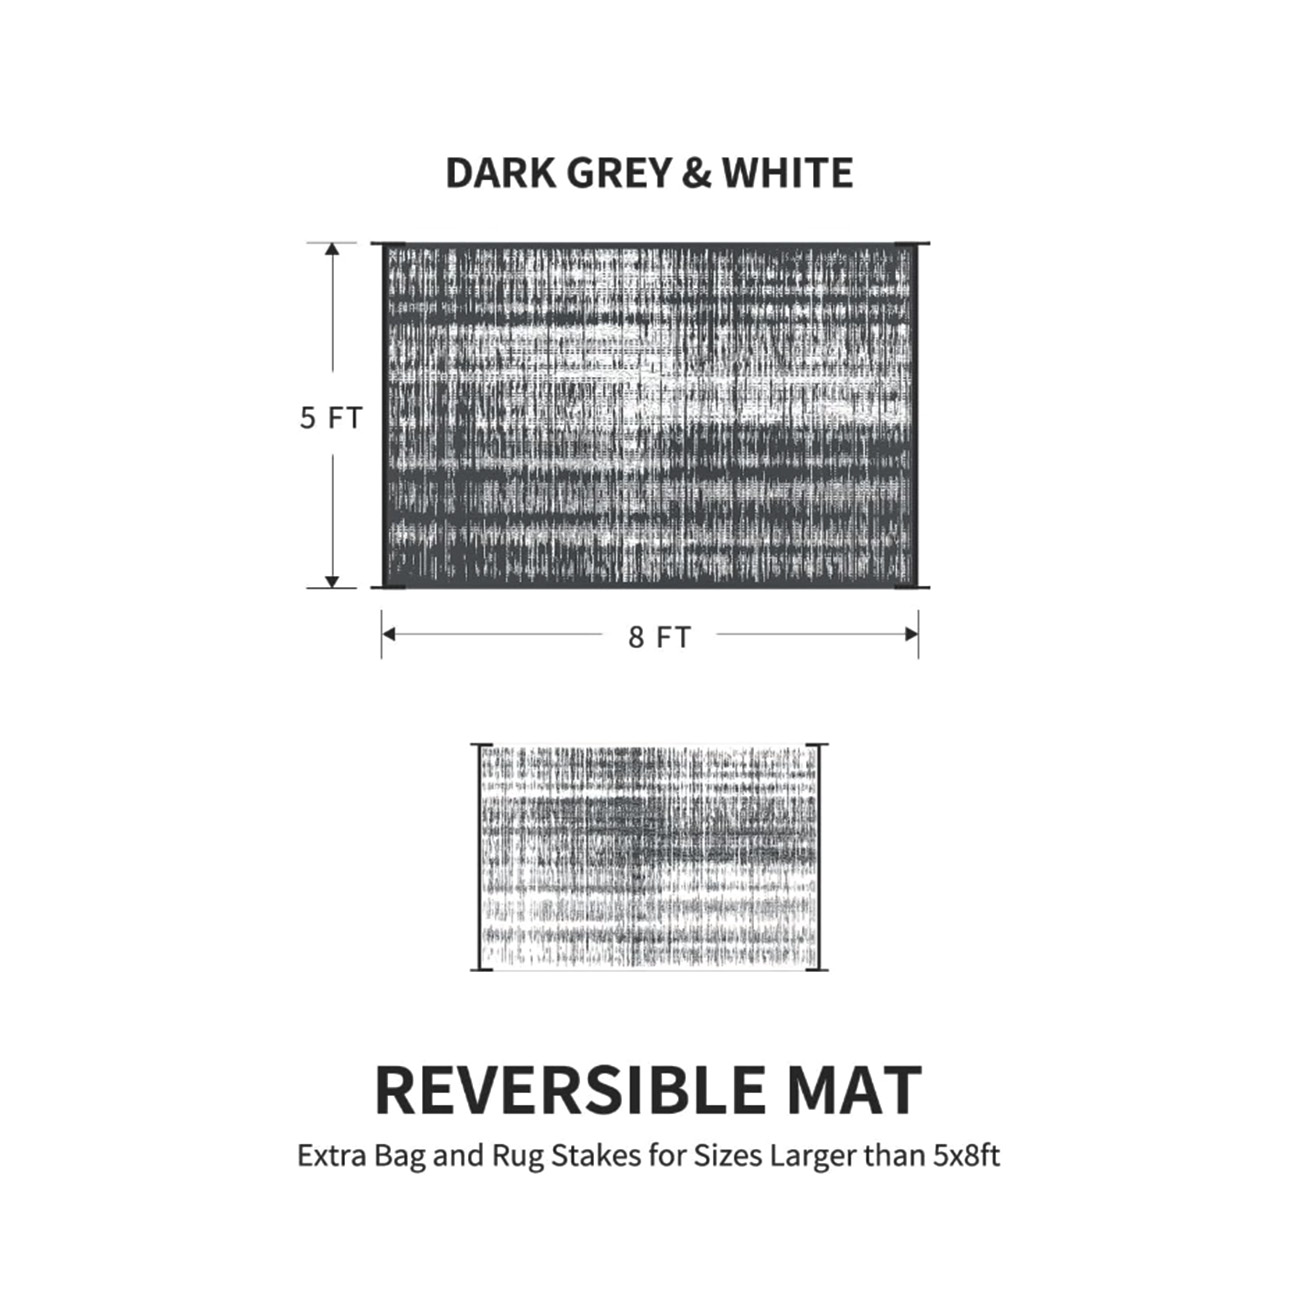 DARK GREY & WHITE
5 FT
8 FT
REVERSIBLE MAT
Extra Bag and Rug Stakes for Sizes Larger than 5x8ft